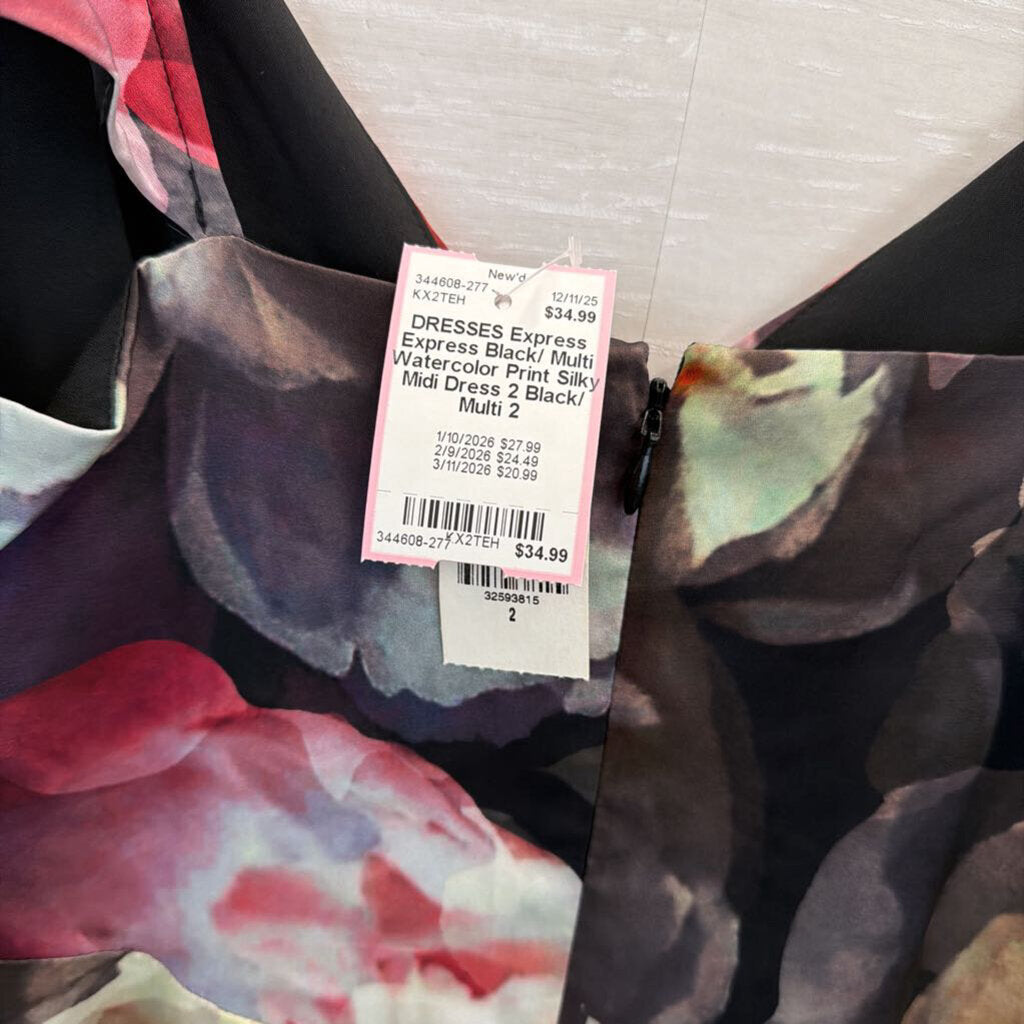 New'd
344608-277 12/11/25
KX2TEH $34.99
DRESSES Express
Express Black/ Multi
Watercolor Print Silky
Midi Dress 2 Black/
Multi 2
1/10/2026 $27.99
2/9/2026 $24.49
3/11/2026 $20.99
344608-277 KX2TEH $34.99
32593815
2